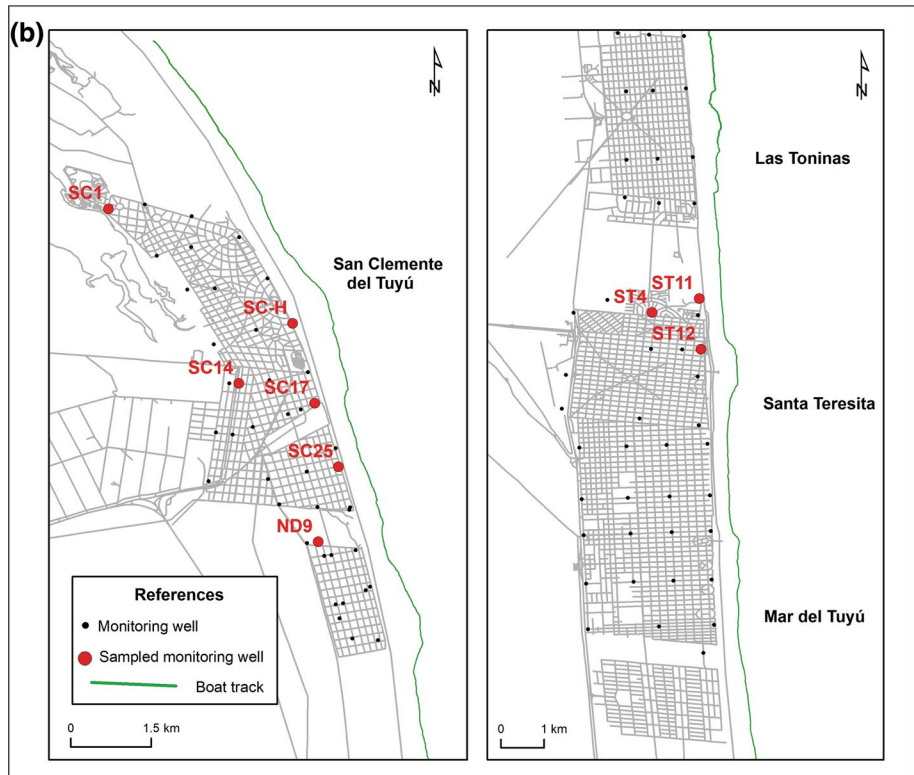 (b)
N
SC1
San Clemente
del Tuyú
SC-H
SC14
SC17
SC25
ND9
References
Monitoring well
Sampled monitoring well
Boat track
0 1.5 km
N
Las Toninas
ST11
ST4
ST12
Santa Teresita
Mar del Tuyú
0 1 km